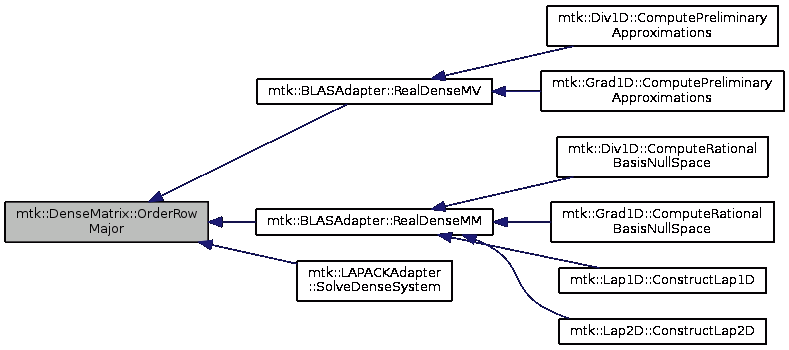 mtk::Div1D::ComputePreliminary
Approximations
mtk::BLASAdapter::RealDenseMV
mtk::Grad1D::ComputePreliminary
Approximations
mtk::Div1D::ComputeRational
BasisNullSpace
mtk::DenseMatrix::OrderRow
Major
mtk::BLASAdapter::RealDenseMM
mtk::Grad1D::ComputeRational
BasisNullSpace
mtk::LAPACKAdapter
::SolveDenseSystem
mtk::Lap1D::ConstructLap1D
mtk::Lap2D::ConstructLap2D